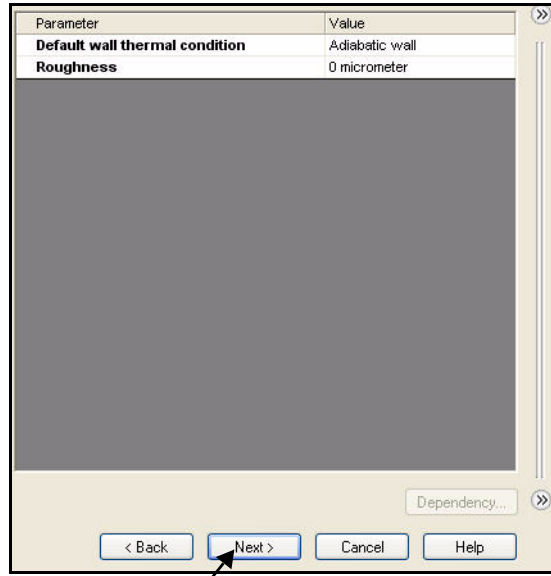 Parameter Value
Default wall thermal condition Adiabatic wall
Roughness 0 micrometer
Dependency...
< Back Next > Cancel Help